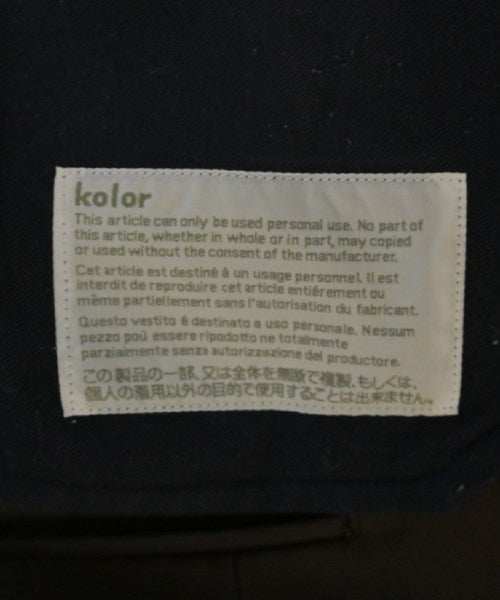 kolor
This article can only be used personal use. No part of
this article, whether in whole or in part, may copied
or used without the consent of the manufacturer.
Cet article est destiné à un usage personnel. Il est
interdit de reproduire cet article entiérement ou
même partiellement sans l'autorisation du fabricant.
Questo vestito é destinato a uso personale. Nessum
pezzo poù essere ripodotto ne totalmente
parzialmente senza autorizzazione del productore.
この製品の一部、又は全体を無断で複製、もしくは、
個人の着用以外の目的で使用することは出来ません。